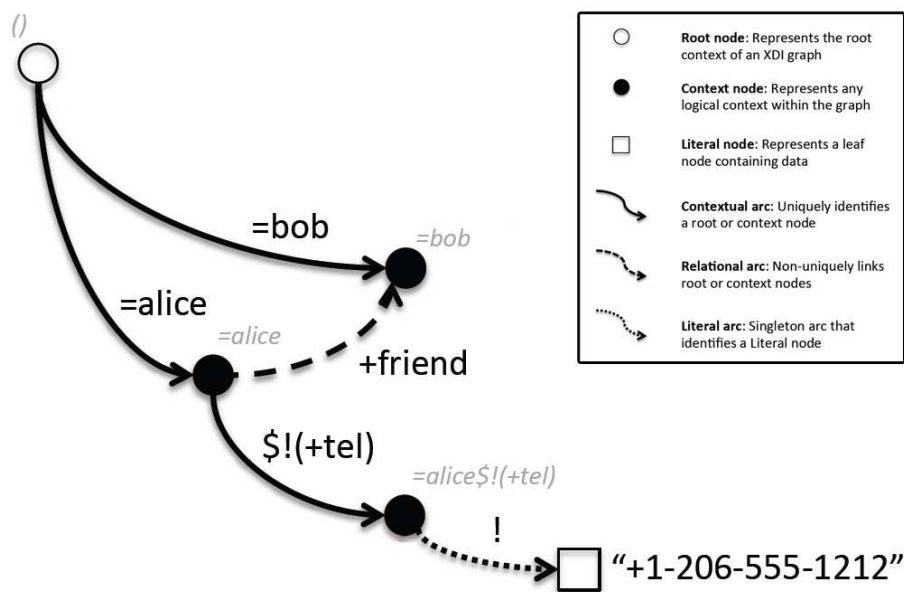 ()
=bob
=bob
=alice
=alice
+friend
$!(+tel)
=alice$!(+tel)
!
“+1-206-555-1212”
Root node: Represents the root
context of an XDI graph
Context node: Represents any
logical context within the graph
Literal node: Represents a leaf
node containing data
Contextual arc: Uniquely identifies
a root or context node
Relational arc: Non-uniquely links
root or context nodes
Literal arc: Singleton arc that
identifies a Literal node